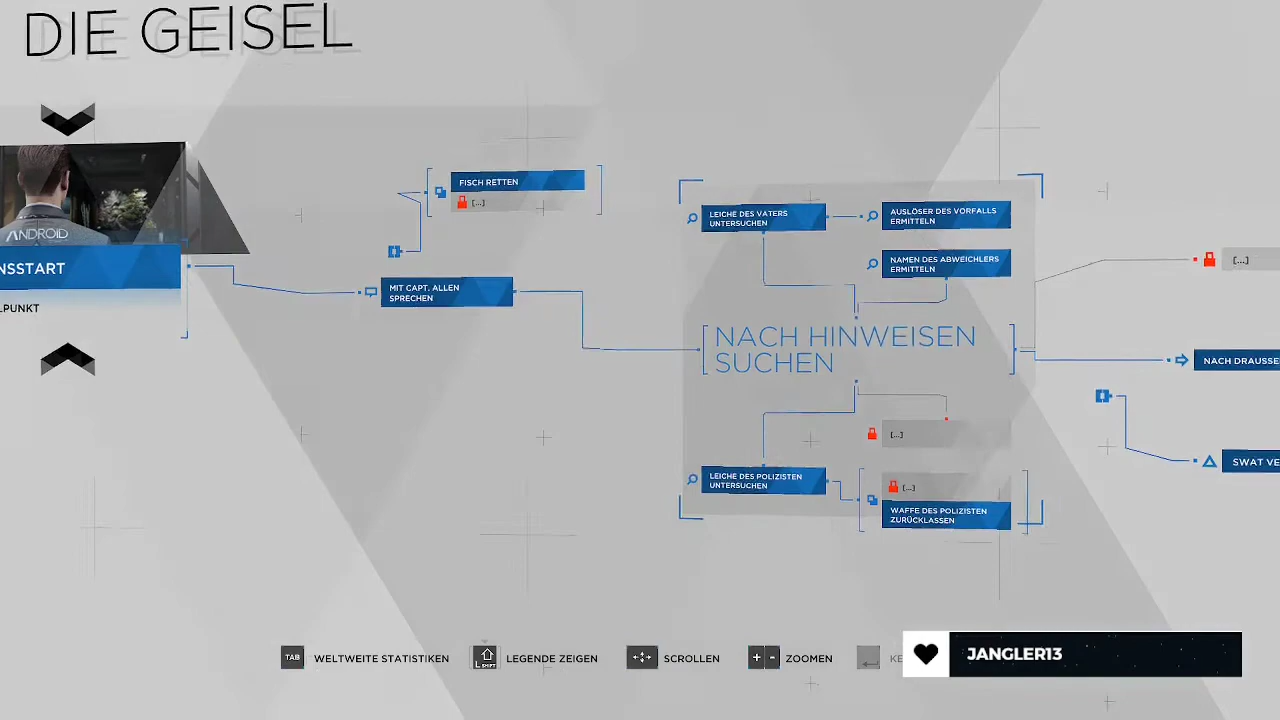 DIE GEISEL
ANDROID
NSSTART
LPUNKT
FISCH RETTEN
[...]
MIT CAPT. ALLEN
SPRECHEN
LEICHE DES VATERS
UNTERSUCHEN
AUSLÖSER DES VORFALLS
ERMITTELN
NAMEN DES ABWEICHLERS
ERMITTELN
NACH HINWEISEN
SUCHEN
[...]
LEICHE DES POLIZISTEN
UNTERSUCHEN
[...]
WAFFE DES POLIZISTEN
ZURÜCKLASSEN
[...]
NACH DRAUSSE
SWAT VE
TAB WELTWEITE STATISTIKEN
L SHIFT LEGENDE ZEIGEN
SCROLLEN
+ - ZOOMEN
KE
JANGLER13